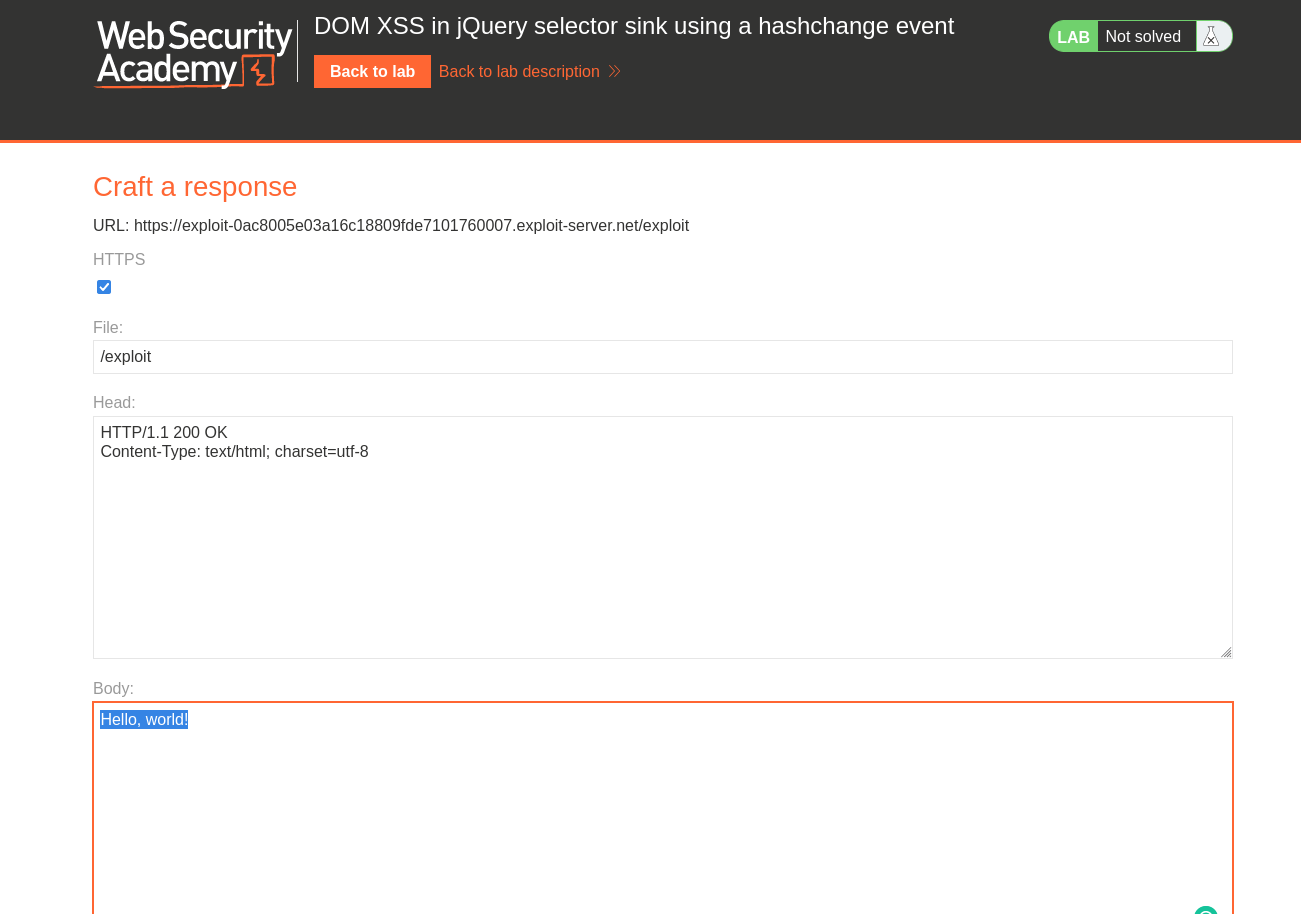 Web Security
Academy
DOM XSS in jQuery selector sink using a hashchange event
Back to lab
Back to lab description
LAB
Not solved
Craft a response
URL: https://exploit-0ac8005e03a16c18809fde7101760007.exploit-server.net/exploit
HTTPS
File:
/exploit
Head:
HTTP/1.1 200 OK
Content-Type: text/html; charset=utf-8
Body:
Hello, world!